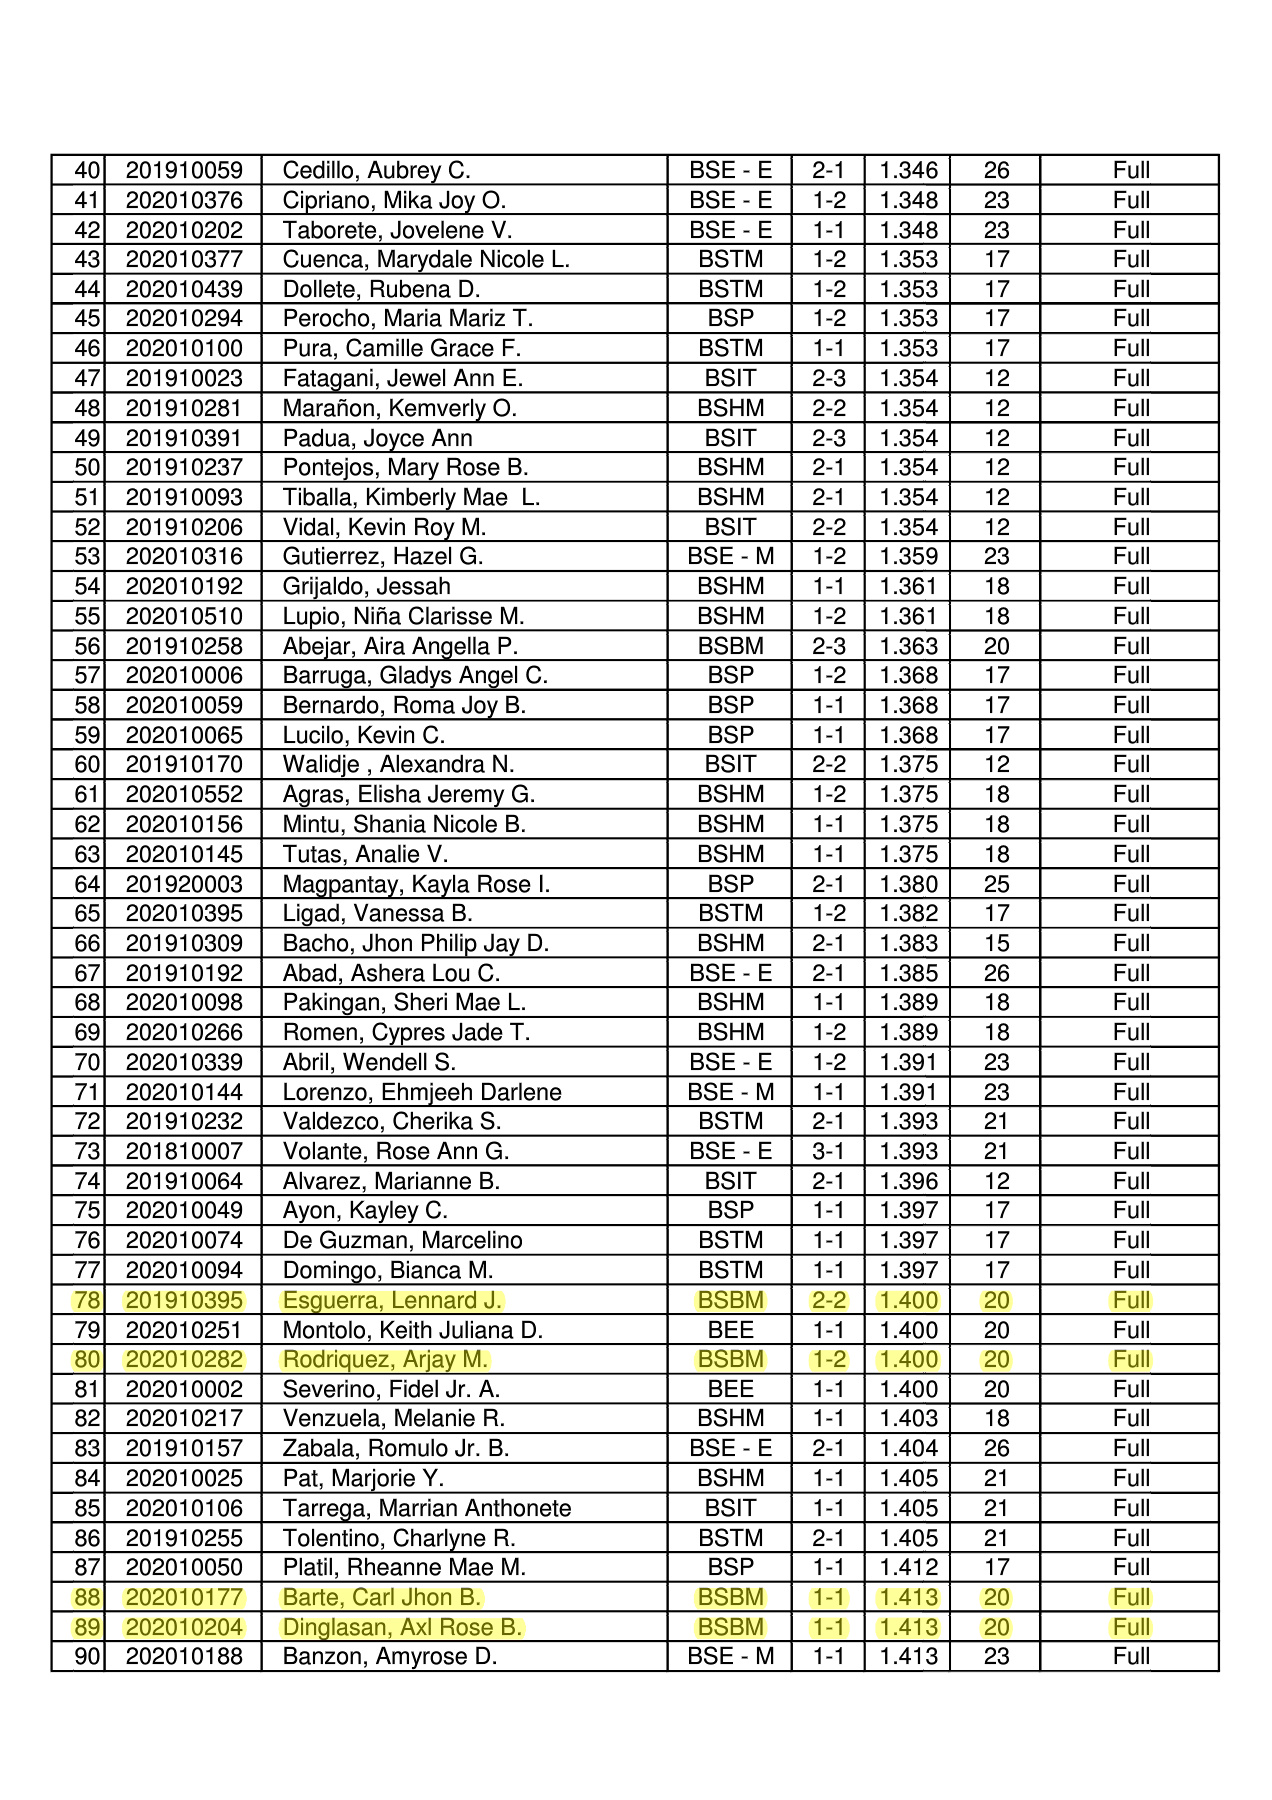 40 201910059 Cedillo, Aubrey C. BSE - E 2-1 1.346 26 Full
41 202010376 Cipriano, Mika Joy O. BSE - E 1-2 1.348 23 Full
42 202010202 Taborete, Jovelene V. BSE - E 1-1 1.348 23 Full
43 202010377 Cuenca, Marydale Nicole L. BSTM 1-2 1.353 17 Full
44 202010439 Dollete, Rubena D. BSTM 1-2 1.353 17 Full
45 202010294 Perocho, Maria Mariz T. BSP 1-2 1.353 17 Full
46 202010100 Pura, Camille Grace F. BSTM 1-1 1.353 17 Full
47 201910023 Fatagani, Jewel Ann E. BSIT 2-3 1.354 12 Full
48 201910281 Marañon, Kemverly O. BSHM 2-2 1.354 12 Full
49 201910391 Padua, Joyce Ann BSIT 2-3 1.354 12 Full
50 201910237 Pontejos, Mary Rose B. BSHM 2-1 1.354 12 Full
51 201910093 Tiballa, Kimberly Mae  L. BSHM 2-1 1.354 12 Full
52 201910206 Vidal, Kevin Roy M. BSIT 2-2 1.354 12 Full
53 202010316 Gutierrez, Hazel G. BSE - M 1-2 1.359 23 Full
54 202010192 Grijaldo, Jessah BSHM 1-1 1.361 18 Full
55 202010510 Lupio, Niña Clarisse M. BSHM 1-2 1.361 18 Full
56 201910258 Abejar, Aira Angella P. BSBM 2-3 1.363 20 Full
57 202010006 Barruga, Gladys Angel C. BSP 1-2 1.368 17 Full
58 202010059 Bernardo, Roma Joy B. BSP 1-1 1.368 17 Full
59 202010065 Lucilo, Kevin C. BSP 1-1 1.368 17 Full
60 201910170 Walidje , Alexandra N. BSIT 2-2 1.375 12 Full
61 202010552 Agras, Elisha Jeremy G. BSHM 1-2 1.375 18 Full
62 202010156 Mintu, Shania Nicole B. BSHM 1-1 1.375 18 Full
63 202010145 Tutas, Analie V. BSHM 1-1 1.375 18 Full
64 201920003 Magpantay, Kayla Rose I. BSP 2-1 1.380 25 Full
65 202010395 Ligad, Vanessa B. BSTM 1-2 1.382 17 Full
66 201910309 Bacho, Jhon Philip Jay D. BSHM 2-1 1.383 15 Full
67 201910192 Abad, Ashera Lou C. BSE - E 2-1 1.385 26 Full
68 202010098 Pakingan, Sheri Mae L. BSHM 1-1 1.389 18 Full
69 202010266 Romen, Cypres Jade T. BSHM 1-2 1.389 18 Full
70 202010339 Abril, Wendell S. BSE - E 1-2 1.391 23 Full
71 202010144 Lorenzo, Ehmjeeh Darlene BSE - M 1-1 1.391 23 Full
72 201910232 Valdezco, Cherika S. BSTM 2-1 1.393 21 Full
73 201810007 Volante, Rose Ann G. BSE - E 3-1 1.393 21 Full
74 201910064 Alvarez, Marianne B. BSIT 2-1 1.396 12 Full
75 202010049 Ayon, Kayley C. BSP 1-1 1.397 17 Full
76 202010074 De Guzman, Marcelino BSTM 1-1 1.397 17 Full
77 202010094 Domingo, Bianca M. BSTM 1-1 1.397 17 Full
78 201910395 Esguerra, Lennard J. BSBM 2-2 1.400 20 Full
79 202010251 Montolo, Keith Juliana D. BEE 1-1 1.400 20 Full
80 202010282 Rodriquez, Arjay M. BSBM 1-2 1.400 20 Full
81 202010002 Severino, Fidel Jr. A. BEE 1-1 1.400 20 Full
82 202010217 Venzuela, Melanie R. BSHM 1-1 1.403 18 Full
83 201910157 Zabala, Romulo Jr. B. BSE - E 2-1 1.404 26 Full
84 202010025 Pat, Marjorie Y. BSHM 1-1 1.405 21 Full
85 202010106 Tarrega, Marrian Anthonete BSIT 1-1 1.405 21 Full
86 201910255 Tolentino, Charlyne R. BSTM 2-1 1.405 21 Full
87 202010050 Platil, Rheanne Mae M. BSP 1-1 1.412 17 Full
88 202010177 Barte, Carl Jhon B. BSBM 1-1 1.413 20 Full
89 202010204 Dinglasan, Axl Rose B. BSBM 1-1 1.413 20 Full
90 202010188 Banzon, Amyrose D. BSE - M 1-1 1.413 23 Full